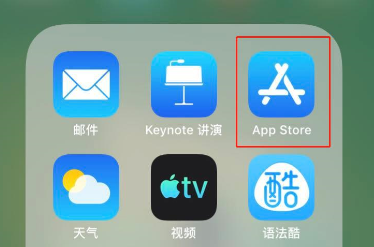 邮件
Keynote 讲演
App Store
tv
酷
天气
视频
语法酷